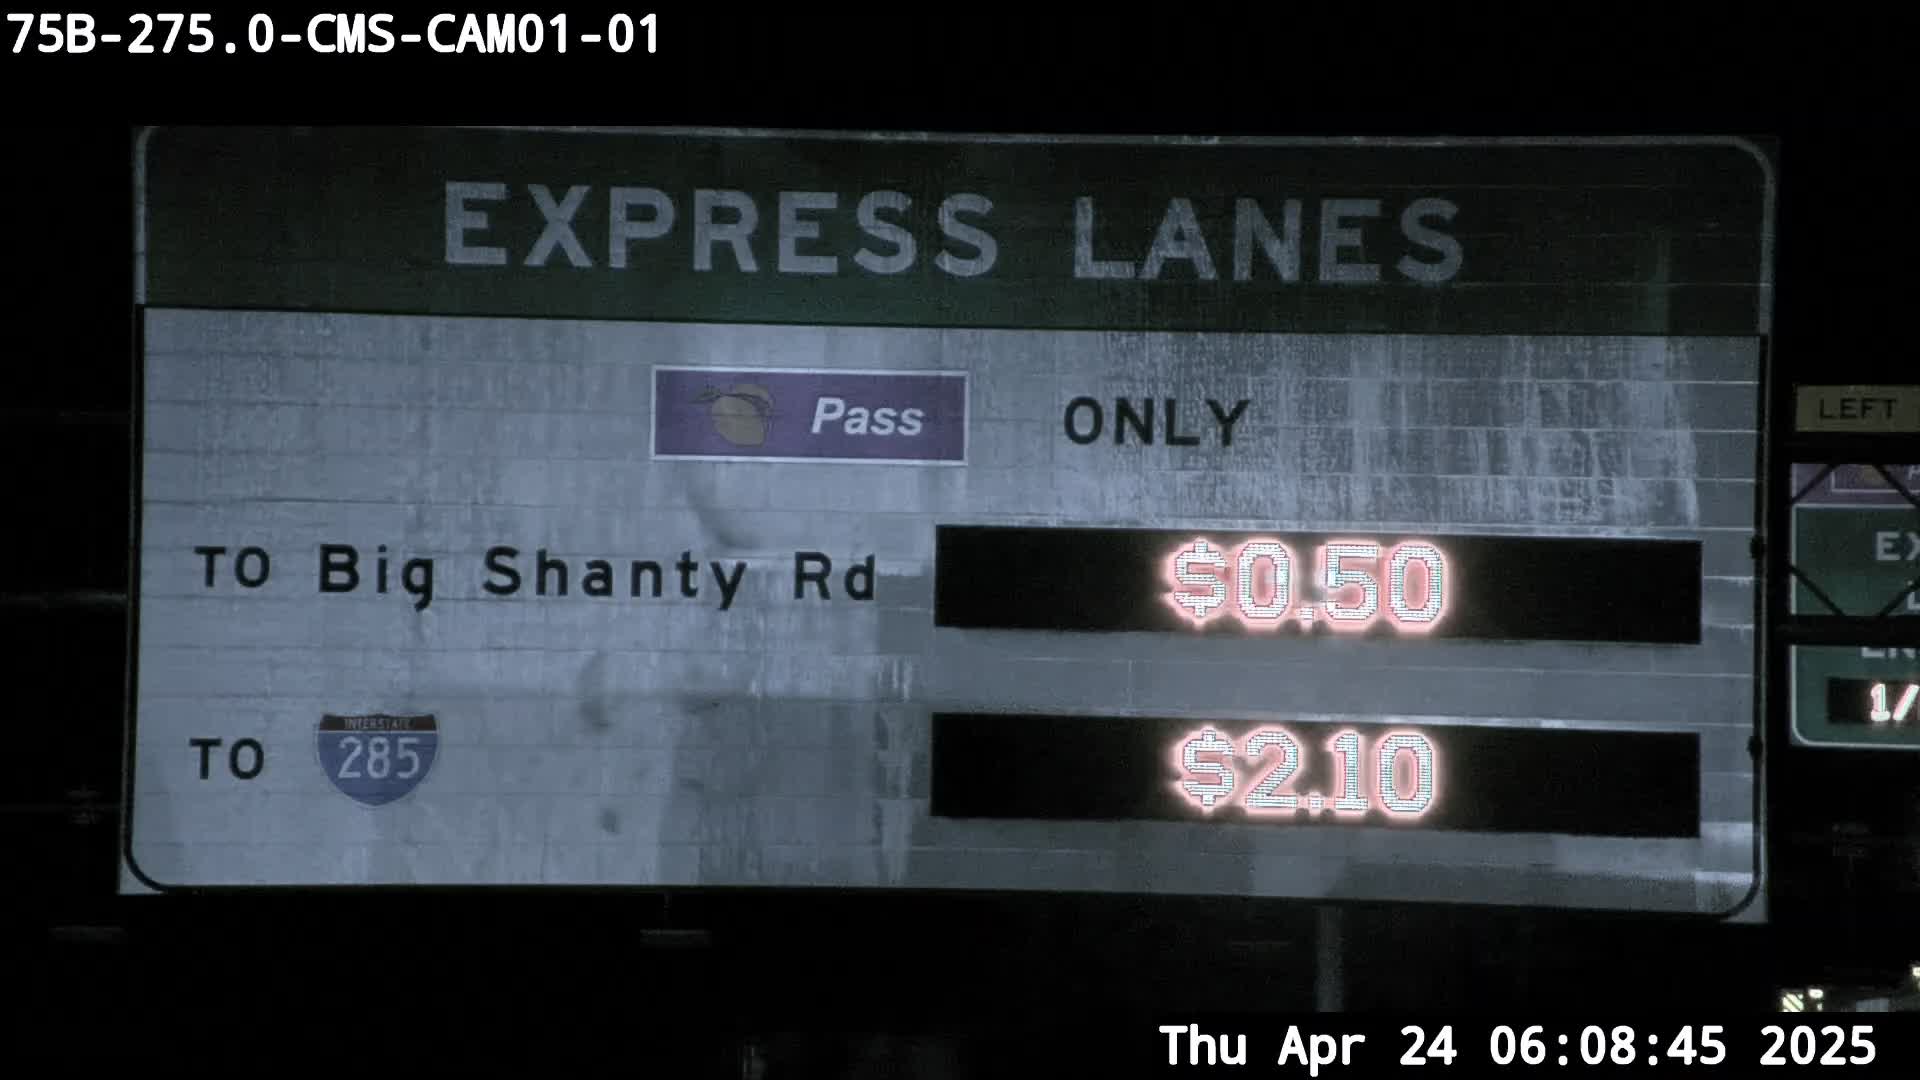 75B-275.0-CMS-CAM01-01
EXPRESS LANES
Pass ONLY
TO Big Shanty Rd $0.50
TO INTERSTATE 285 $2.10
LEFT
1/
Thu Apr 24 06:08:45 2025